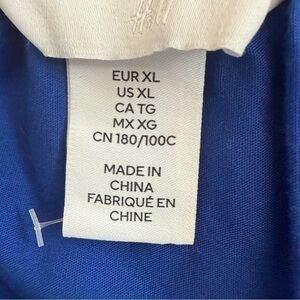 H&M
EUR XL
US XL
CA TG
MX XG
CN 180/100C
MADE IN
CHINA
FABRIQUÉ EN
CHINE